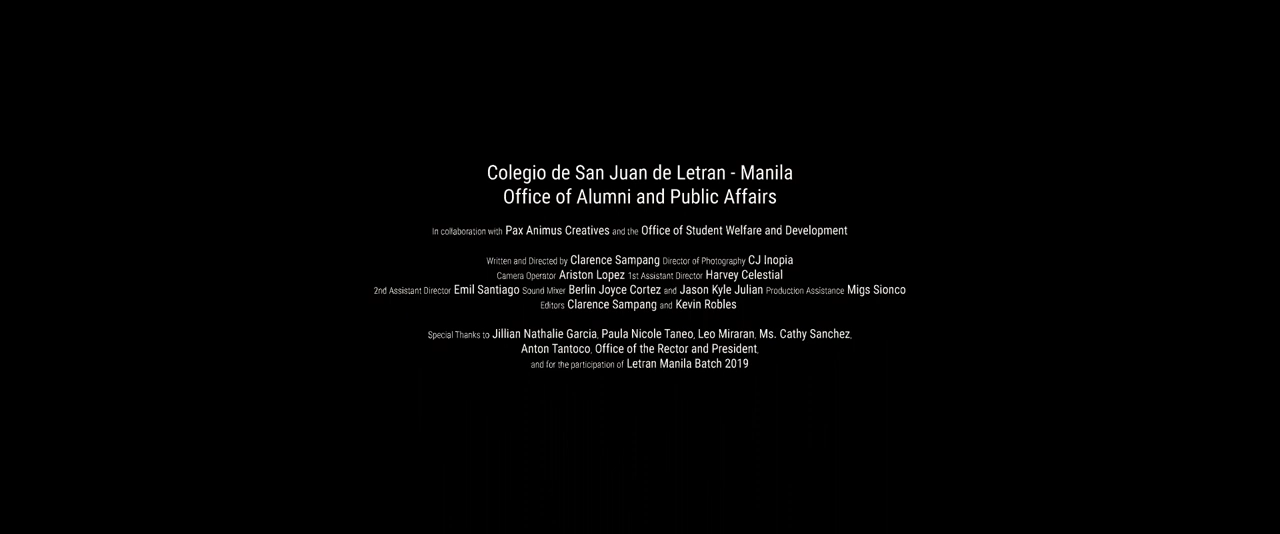 Colegio de San Juan de Letran - Manila
Office of Alumni and Public Affairs
In collaboration with Pax Animus Creatives and the Office of Student Welfare and Development
Written and Directed by Clarence Sampang Director of Photography CJ Inopia
Camera Operator Ariston Lopez 1st Assistant Director Harvey Celestial
2nd Assistant Director Emil Santiago Sound Mixer Berlin Joyce Cortez and Jason Kyle Julian Production Assistance Migs Sionco
Editors Clarence Sampang and Kevin Robles
Special Thanks to Jillian Nathalie Garcia, Paula Nicole Taneo, Leo Miraran, Ms. Cathy Sanchez,
Anton Tantoco, Office of the Rector and President,
and for the participation of Letran Manila Batch 2019